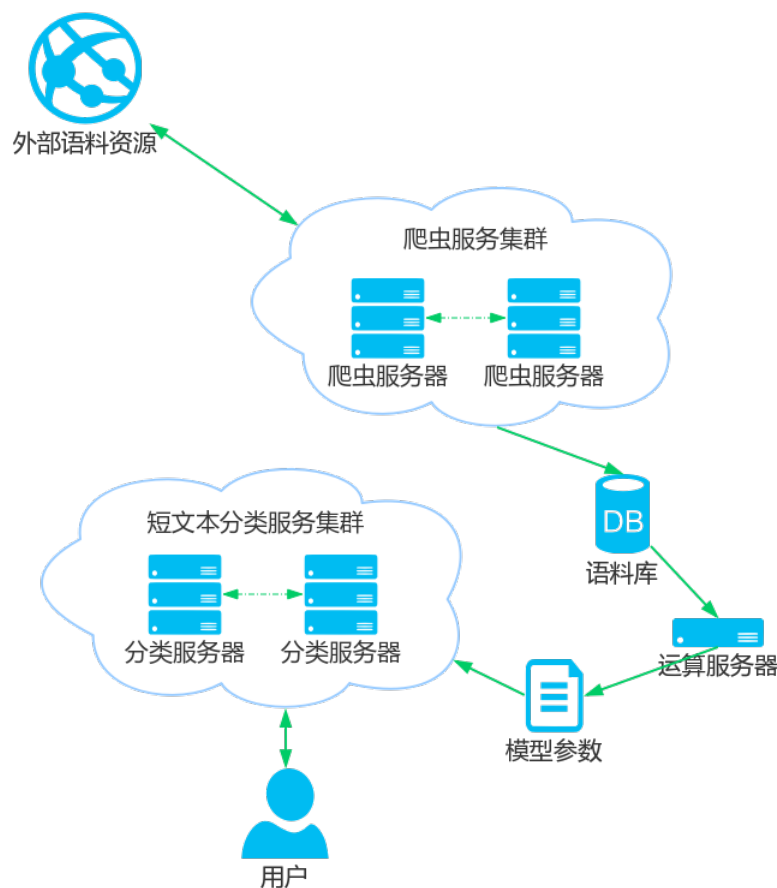 外部语料资源
爬虫服务集群
爬虫服务器
爬虫服务器
DB
语料库
短文本分类服务集群
分类服务器
分类服务器
运算服务器
模型参数
用户